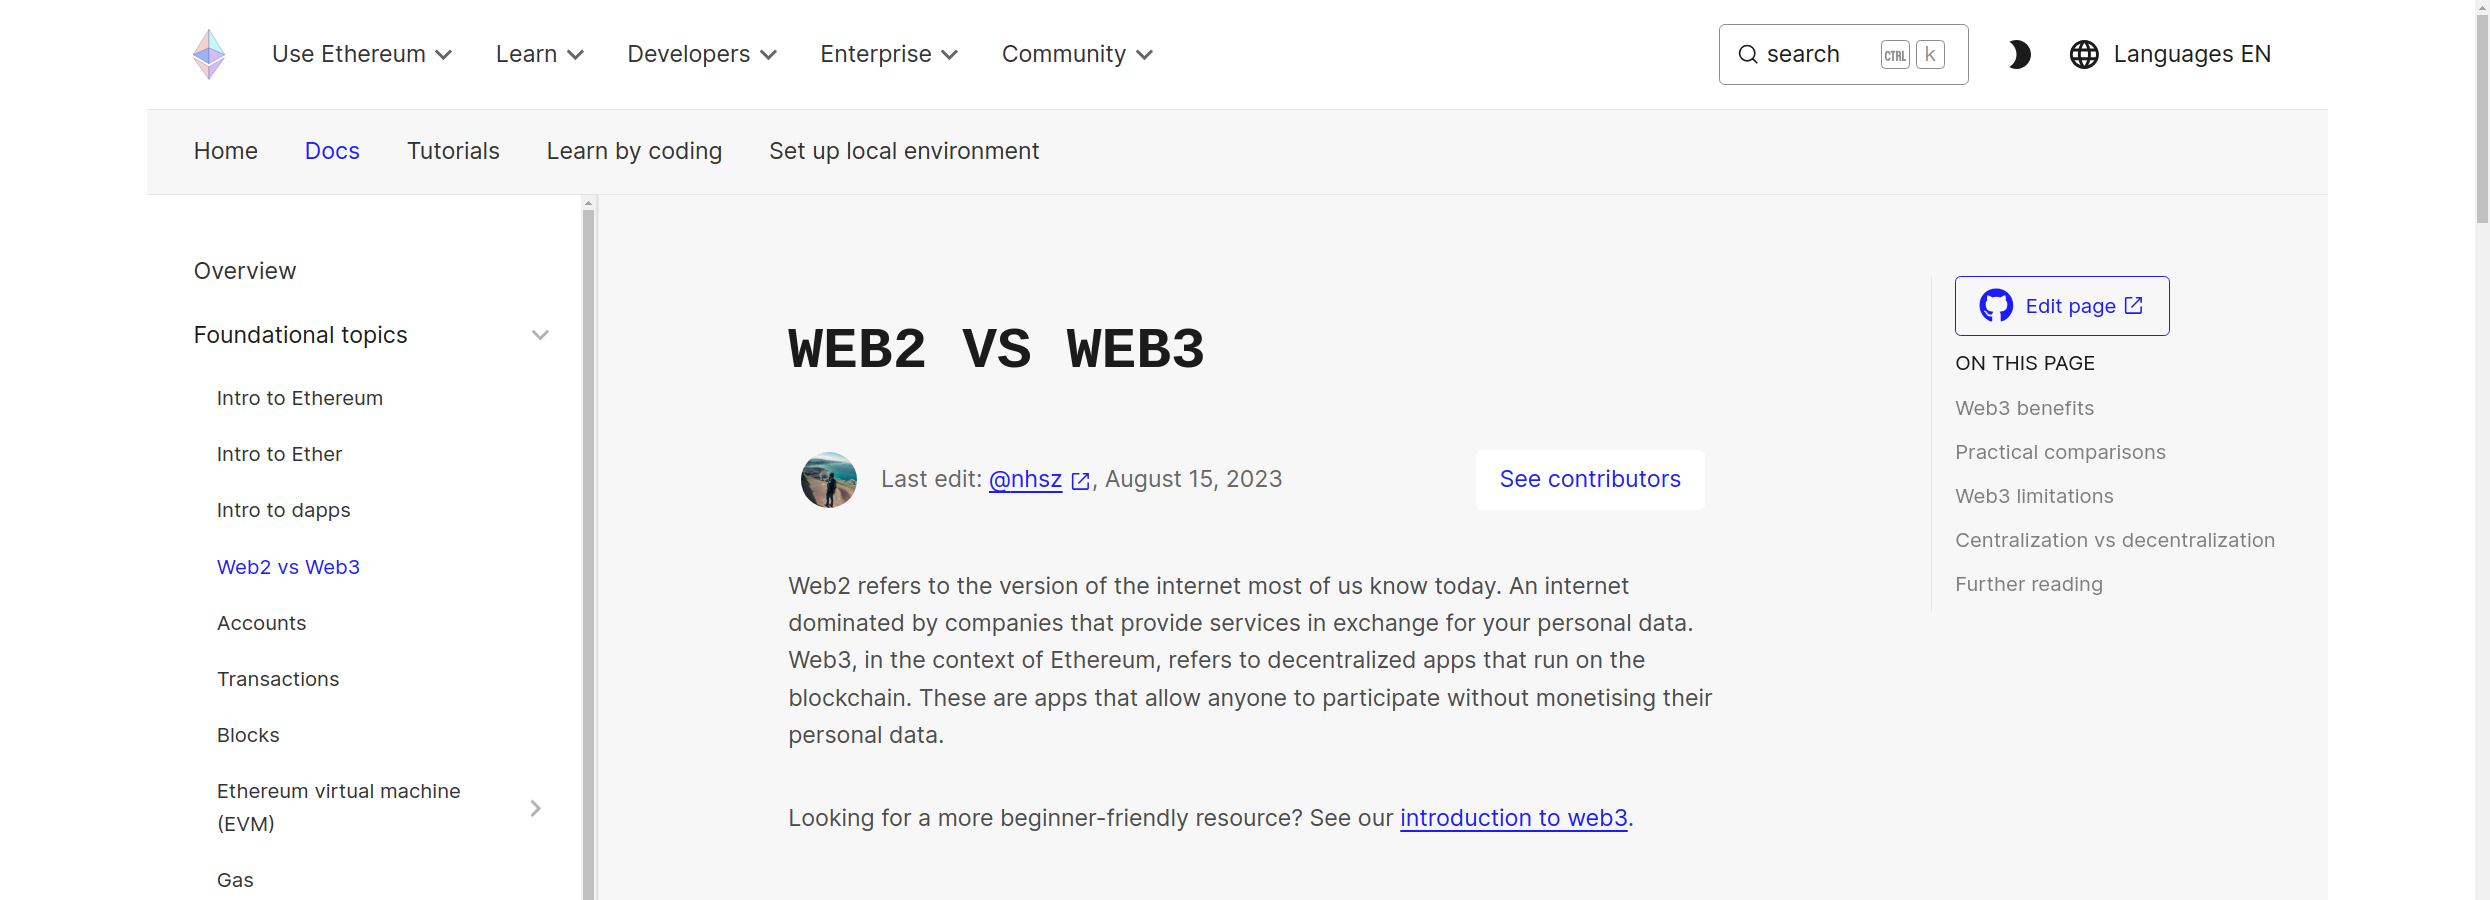 Use Ethereum Learn Developers Enterprise Community search CTRL k Languages EN
Home Docs Tutorials Learn by coding Set up local environment
Overview
Foundational topics
Intro to Ethereum
Intro to Ether
Intro to dapps
Web2 vs Web3
Accounts
Transactions
Blocks
Ethereum virtual machine
(EVM)
Gas
WEB2 VS WEB3
Last edit: @nhsz , August 15, 2023 See contributors
Web2 refers to the version of the internet most of us know today. An internet
dominated by companies that provide services in exchange for your personal data.
Web3, in the context of Ethereum, refers to decentralized apps that run on the
blockchain. These are apps that allow anyone to participate without monetising their
personal data.
Looking for a more beginner-friendly resource? See our introduction to web3.
Edit page
ON THIS PAGE
Web3 benefits
Practical comparisons
Web3 limitations
Centralization vs decentralization
Further reading